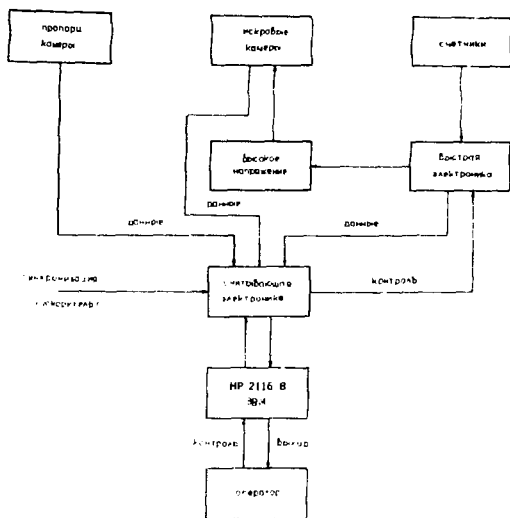 пропорц
камеры
искровые
камеры
счетчики
высокое
напряжение
быстрая
электроника
данные
данные
данные
синхронизация
с ускорителя
считывающая
электроника
контроль
HP 2116 B
ЭВМ
контроль
выход
оператор